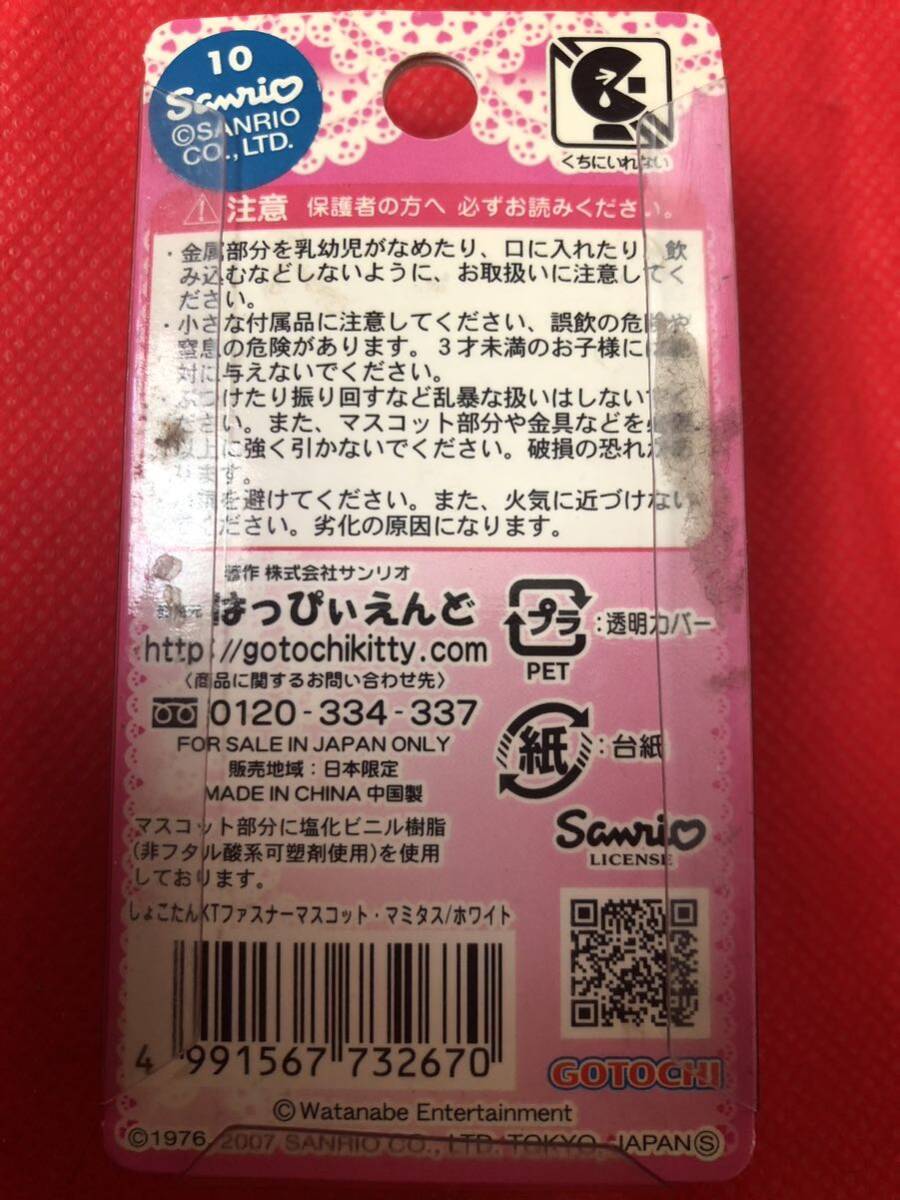 10
Sanrio
©SANRIO
CO.,LTD.
くちにいれない
注意 保護者の方へ 必ずお読みください。
・金属部分を乳幼児がなめたり、口に入れたり、飲
み込むなどしないように、お取扱いに注意してく
ださい。
・小さな付属品に注意してください、誤飲の危険や
窒息の危険があります。3才未満のお子様には絶
対に与えないでください。
ぶつけたり振り回すなど乱暴な扱いはしないでく
ださい。また、マスコット部分や金具などを必要
以上に強く引かないでください。破損の恐れがあ
ります。
を避けてください。また、火気に近づけない
でください。劣化の原因になります。
著作 株式会社サンリオ
はっぴぃえんど
http://gotochikitty.com
〈商品に関するお問い合わせ先〉
0120-334-337
FOR SALE IN JAPAN ONLY
販売地域：日本限定
MADE IN CHINA 中国製
プラ
:透明カバー
PET
紙
:台紙
マスコット部分に塩化ビニル樹脂
(非フタル酸系可塑剤使用)を使用
しております。
Sanrio
LICENSE
しょこたんKTファスナーマスコット・マミタス/ホワイト
4 991567 732670
GOTOCHI
©Watanabe Entertainment
©1976, 2007 SANRIO CO., LTD. TOKYO, JAPAN Ⓢ